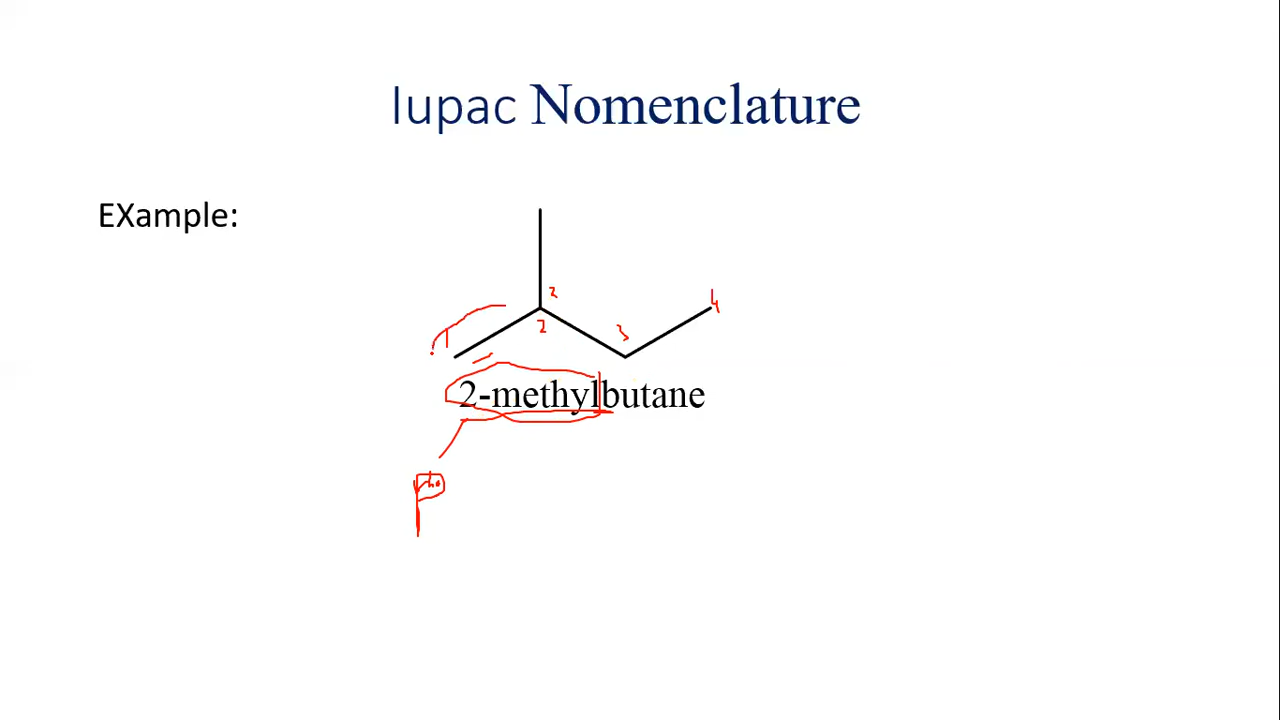 Iupac Nomenclature
EXample:
2
1 2 3 4
2-methylbutane